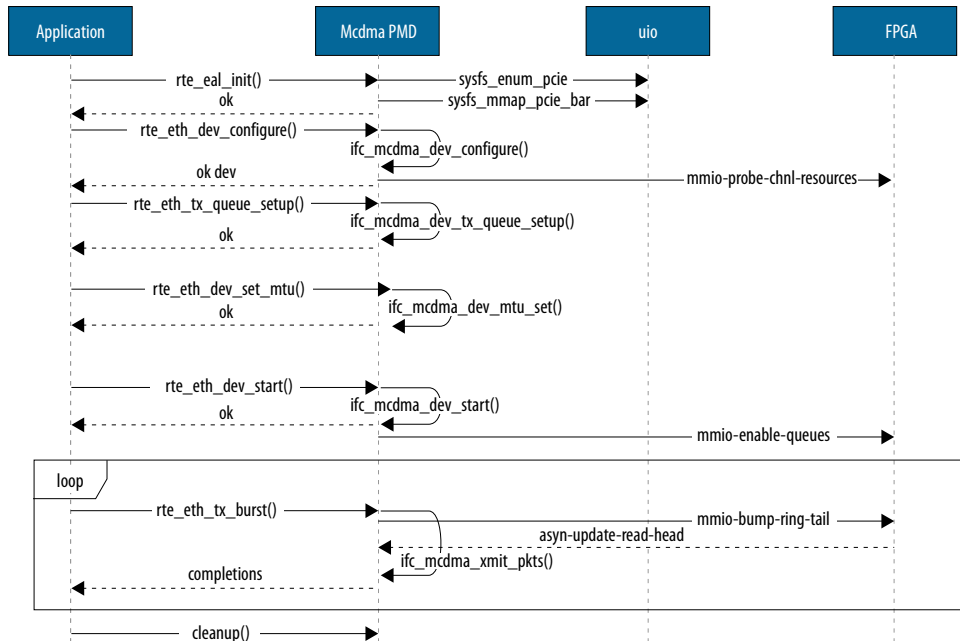 Application
Mcdma PMD
uio
FPGA
rte_eal_init()
sysfs_enum_pcie
ok
sysfs_mmap_pcie_bar
rte_eth_dev_configure()
ifc_mcdma_dev_configure()
ok dev
mmio-probe-chnl-resources
rte_eth_tx_queue_setup()
ifc_mcdma_dev_tx_queue_setup()
ok
rte_eth_dev_set_mtu()
ifc_mcdma_dev_mtu_set()
ok
rte_eth_dev_start()
ifc_mcdma_dev_start()
ok
mmio-enable-queues
loop
rte_eth_tx_burst()
mmio-bump-ring-tail
asyn-update-read-head
ifc_mcdma_xmit_pkts()
completions
cleanup()